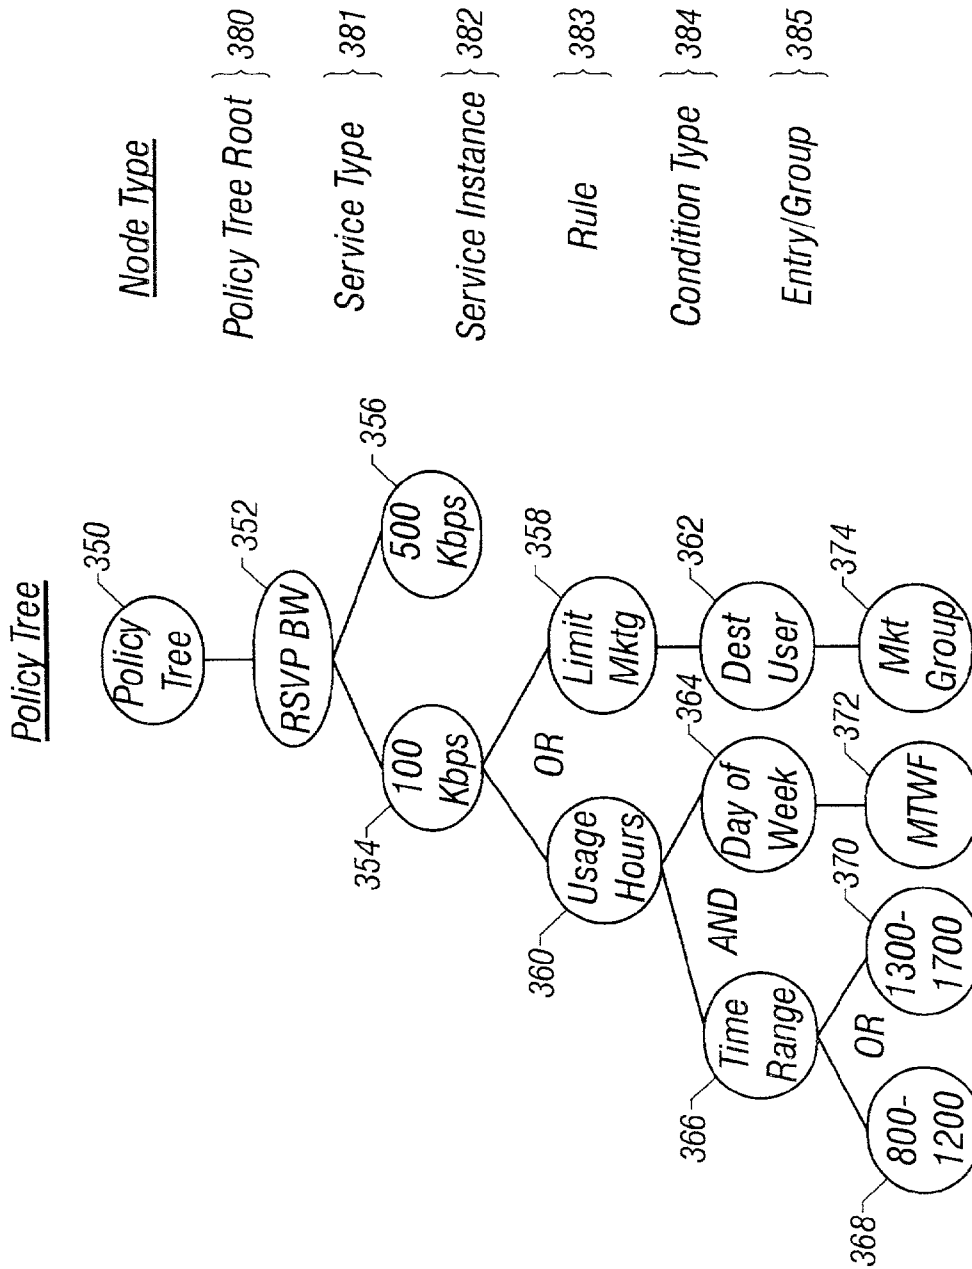 Policy Tree
Node Type
350
Policy
Tree
Policy Tree Root
380
352
RSVP BW
Service Type
381
354
100
Kbps
500
Kbps
356
Service Instance
382
360
Usage
Hours
OR
Limit
Mktg
358
Rule
383
366
Time
Range
AND
Day of
Week
364
Dest
User
362
Condition Type
384
368
800-
1200
OR
1300-
1700
370
MTWF
372
Mkt
Group
374
Entry/Group
385